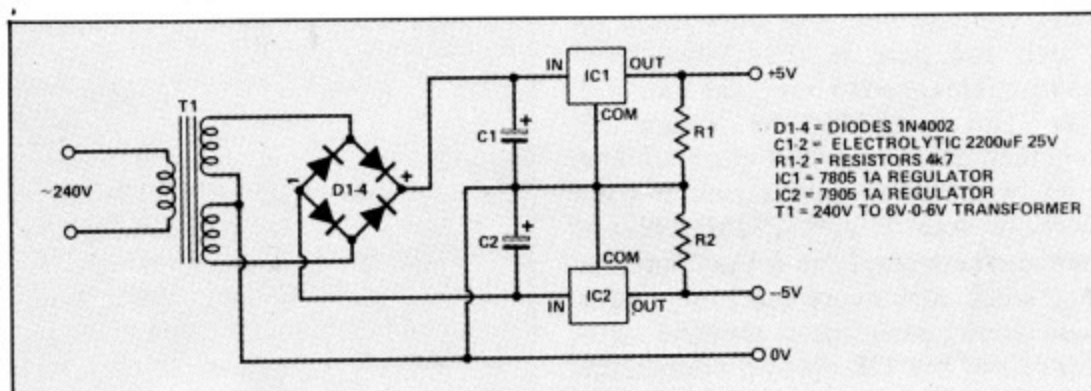 T1
~240V
D1-4
-
+
C1
+
C2
+
IN
IC1
OUT
COM
R1
R2
COM
IN
IC2
OUT
+5V
–5V
0V
D1-4 = DIODES 1N4002
C1-2 = ELECTROLYTIC 2200uF 25V
R1-2 = RESISTORS 4k7
IC1 = 7805 1A REGULATOR
IC2 = 7905 1A REGULATOR
T1 = 240V TO 6V-0-6V TRANSFORMER